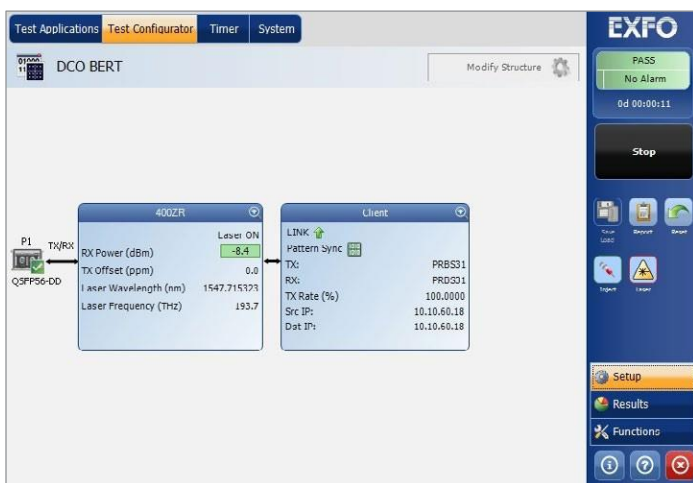 Test Applications Test Configurator Timer System
EXFO
DCO BERT
Modify Structure
PASS
No Alarm
0d 00:00:11
Stop
Save
Load
Report
Reset
Inject
Laser
P1
TX/RX
QSFP56-DD
400ZR
Laser ON
RX Power (dBm) -8.4
TX Offset (ppm) 0.0
Laser Wavelength (nm) 1547.715323
Laser Frequency (THz) 193.7
Client
LINK
Pattern Sync
TX: PRBS31
RX: PRBS31
TX Rate (%) 100.0000
Src IP: 10.10.60.18
Dst IP: 10.10.60.18
Setup
Results
Functions